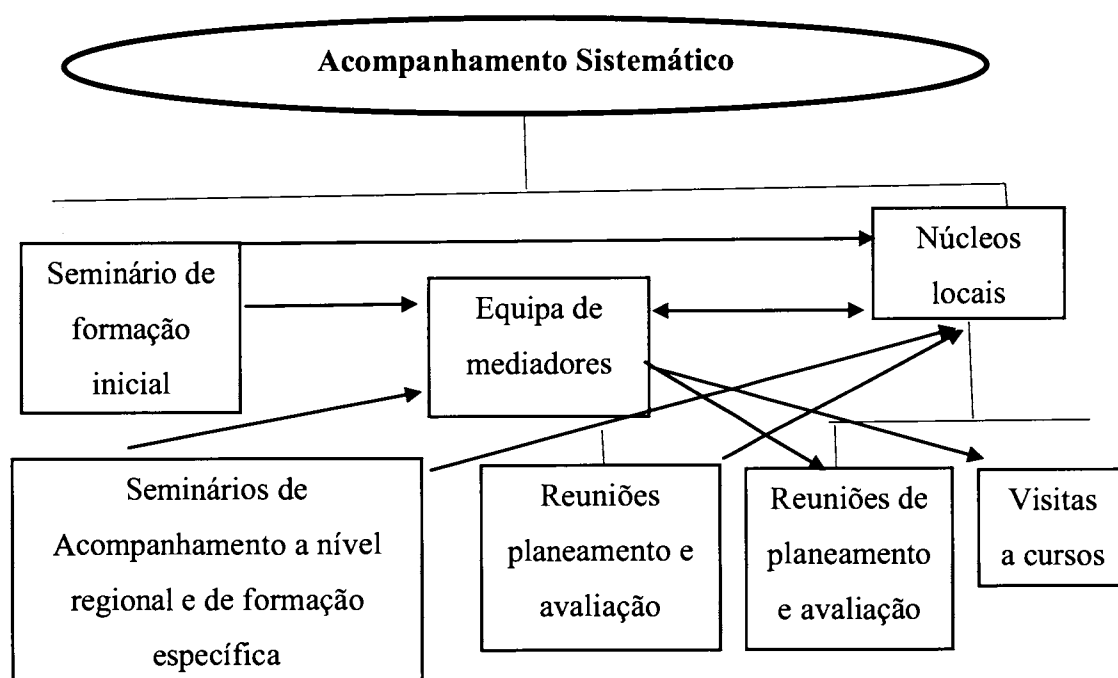 Acompanhamento Sistemático
Seminário de
formação
inicial
Equipa de
mediadores
Núcleos
locais
Seminários de
Acompanhamento a nível
regional e de formação
específica
Reuniões
planeamento e
avaliação
Reuniões de
planeamento
e avaliação
Visitas
a cursos